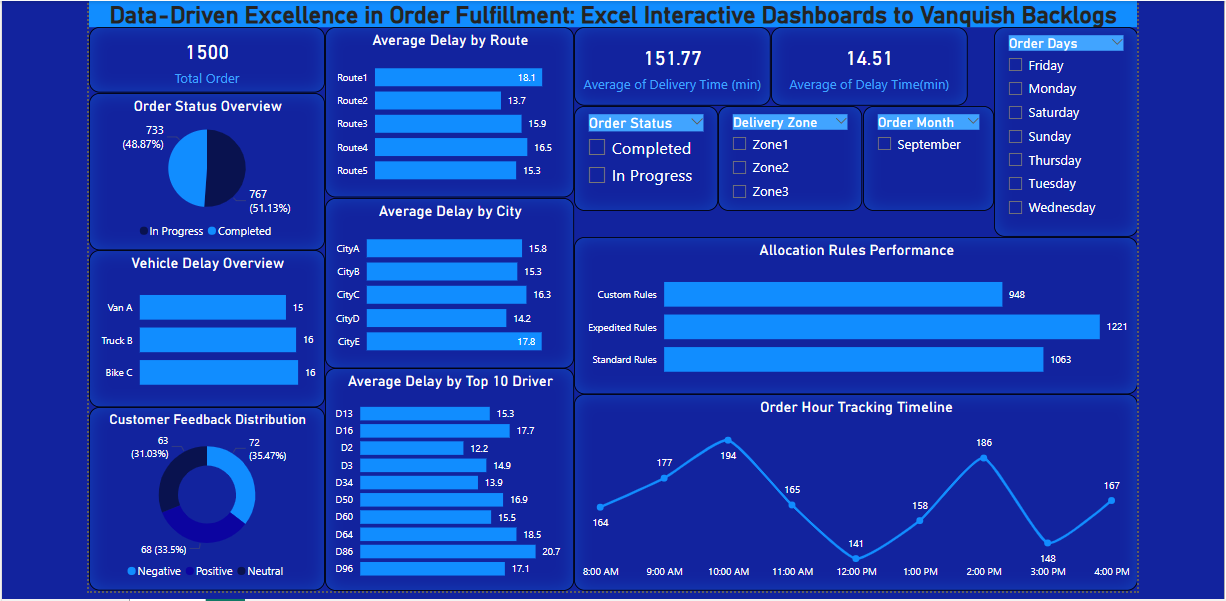 Data-Driven Excellence in Order Fulfillment: Excel Interactive Dashboards to Vanquish Backlogs
1500
Total Order
Order Status Overview
733
(48.87%)
767
(51.13%)
In Progress
Completed
Vehicle Delay Overview
Van A
15
Truck B
16
Bike C
16
Customer Feedback Distribution
63
(31.03%)
72
(35.47%)
68 (33.5%)
Negative
Positive
Neutral
Average Delay by Route
Route1
18.1
Route2
13.7
Route3
15.9
Route4
16.5
Route5
15.3
Average Delay by City
CityA
15.8
CityB
15.3
CityC
16.3
CityD
14.2
CityE
17.8
Average Delay by Top 10 Driver
D13
15.3
D16
17.7
D2
12.2
D3
14.9
D34
13.9
D50
16.9
D60
15.5
D64
18.5
D86
20.7
D96
17.1
151.77
Average of Delivery Time (min)
14.51
Average of Delay Time(min)
Order Status
Completed
In Progress
Delivery Zone
Zone1
Zone2
Zone3
Order Month
September
Order Days
Friday
Monday
Saturday
Sunday
Thursday
Tuesday
Wednesday
Allocation Rules Performance
Custom Rules
948
Expedited Rules
1221
Standard Rules
1063
Order Hour Tracking Timeline
164
177
194
165
141
158
186
148
167
8:00 AM
9:00 AM
10:00 AM
11:00 AM
12:00 PM
1:00 PM
2:00 PM
3:00 PM
4:00 PM